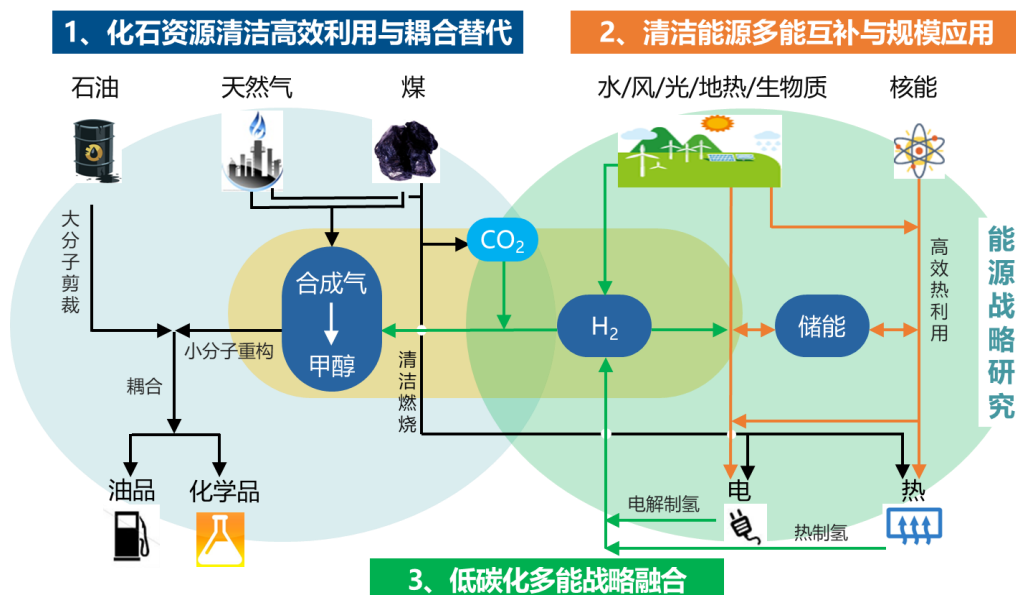 1、化石资源清洁高效利用与耦合替代
2、清洁能源多能互补与规模应用
石油
天然气
煤
水/风/光/地热/生物质
核能
大分子剪裁
CO₂
合成气
甲醇
H₂
储能
高效热利用
能源战略研究
小分子重构
清洁燃烧
耦合
油品
化学品
电
热
电解制氢
热制氢
3、低碳化多能战略融合